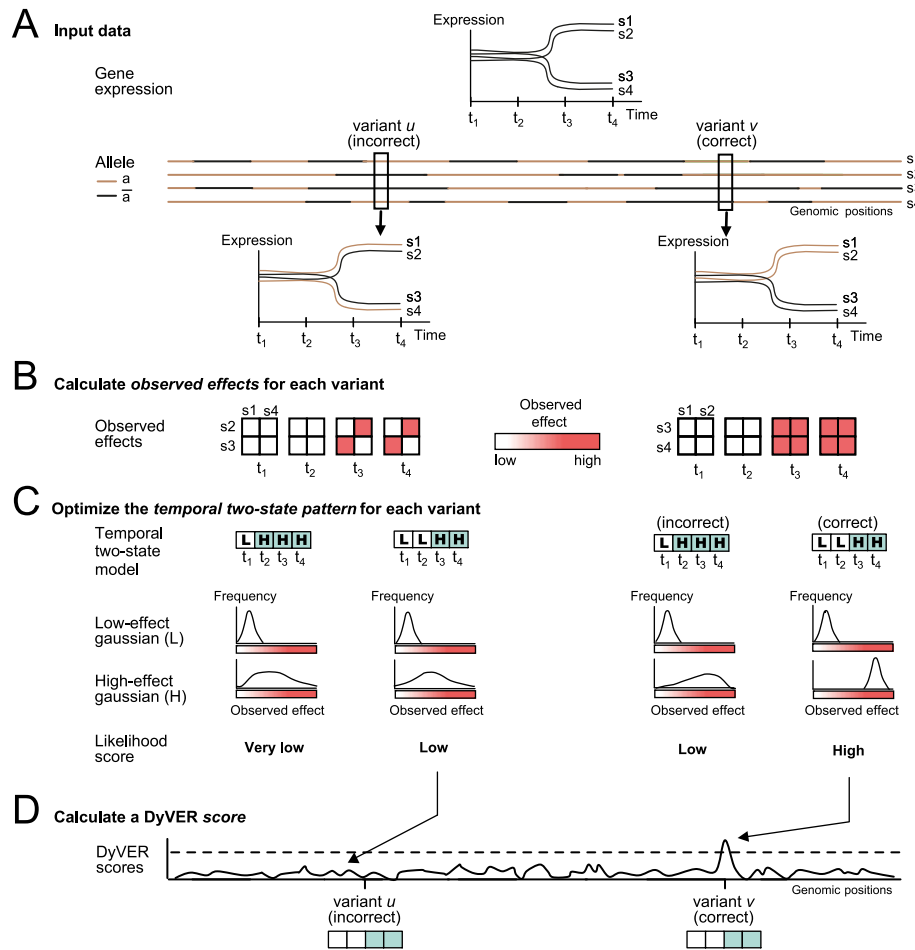 A Input data
Expression
s1
s2
s3
s4
Gene
expression
t1 t2 t3 t4 Time
variant u
(incorrect)
variant v
(correct)
Allele
a
a̅
s
s
s
s4
Genomic positions
Expression
s1
s2
s3
s4
t1 t2 t3 t4 Time
Expression
s1
s2
s3
s4
t1 t2 t3 t4 Time
B Calculate observed effects for each variant
Observed
effects
s1 s4
s2
s3
t1 t2 t3 t4
Observed
effect
low high
s1 s2
s3
s4
t1 t2 t3 t4
C Optimize the temporal two-state pattern for each variant
Temporal
two-state
model
L H H H
t1 t2 t3 t4
L L H H
t1 t2 t3 t4
(incorrect)
L H H H
t1 t2 t3 t4
(correct)
L L H H
t1 t2 t3 t4
Frequency Frequency Frequency Frequency
Low-effect
gaussian (L)
High-effect
gaussian (H)
Observed effect Observed effect Observed effect Observed effect
Likelihood
score
Very low Low Low High
D Calculate a DyVER score
DyVER
scores
Genomic positions
variant u
(incorrect)
variant v
(correct)